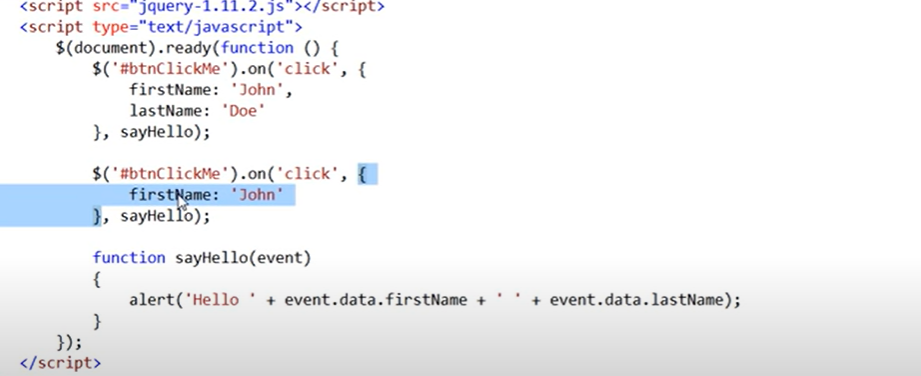 <script src="jquery-1.11.2.js"></script>
<script type="text/javascript">
$(document).ready(function () {
$('#btnClickMe').on('click', {
firstName: 'John',
lastName: 'Doe'
}, sayHello);
$('#btnClickMe').on('click', {
firstName: 'John'
}, sayHello);
function sayHello(event)
{
alert('Hello ' + event.data.firstName + ' ' + event.data.lastName);
}
});
</script>